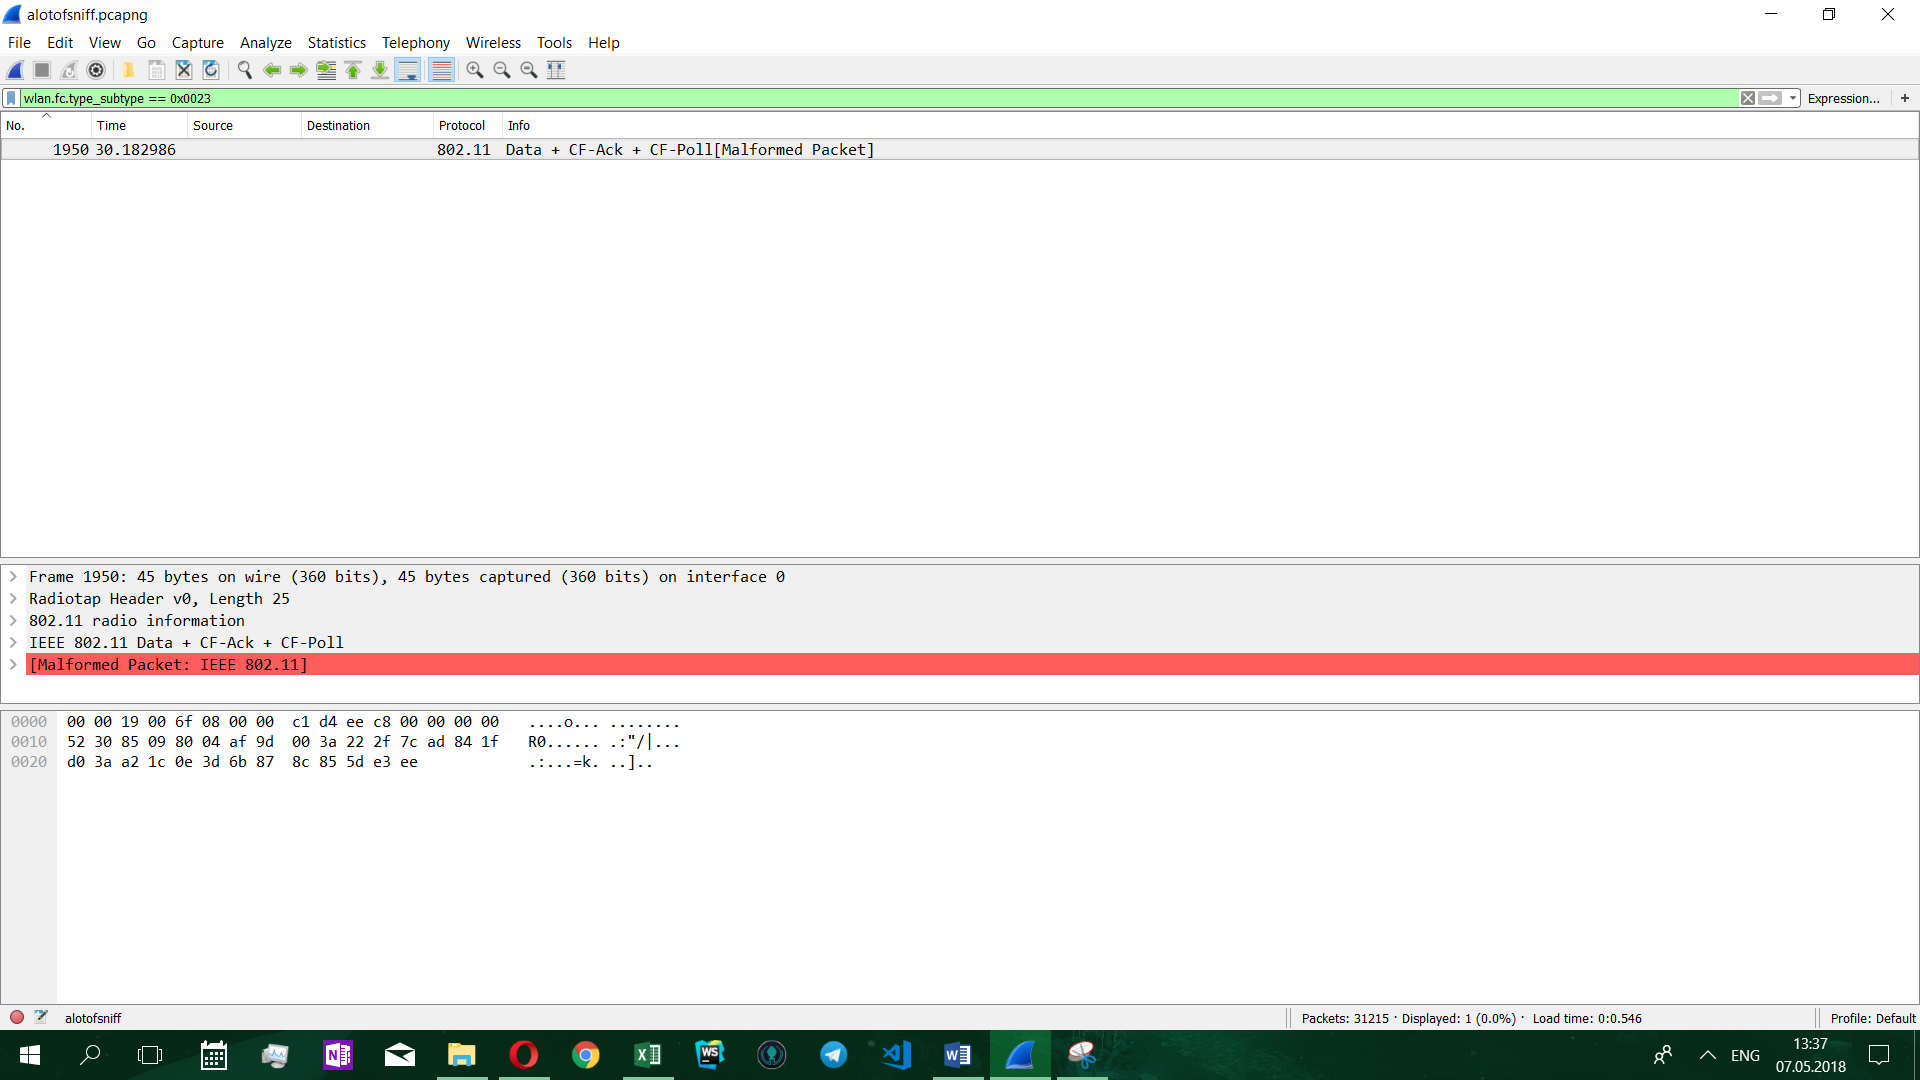 alotofsniff.pcapng
File Edit View Go Capture Analyze Statistics Telephony Wireless Tools Help
wlan.fc.type_subtype == 0x0023 Expression... +
No. Time Source Destination Protocol Info
1950 30.182986 802.11 Data + CF-Ack + CF-Poll[Malformed Packet]
Frame 1950: 45 bytes on wire (360 bits), 45 bytes captured (360 bits) on interface 0
Radiotap Header v0, Length 25
802.11 radio information
IEEE 802.11 Data + CF-Ack + CF-Poll
[Malformed Packet: IEEE 802.11]
0000 00 00 19 00 6f 08 00 00 c1 d4 ee c8 00 00 00 00 ....o... ........
0010 52 30 85 09 80 04 af 9d 00 3a 22 2f 7c ad 84 1f R0...... .:"/|...
0020 d0 3a a2 1c 0e 3d 6b 87 8c 85 5d e3 ee .:...=k. ..]..
alotofsniff Packets: 31215 · Displayed: 1 (0.0%) · Load time: 0:0.546 Profile: Default
N WS ENG 13:37
07.05.2018